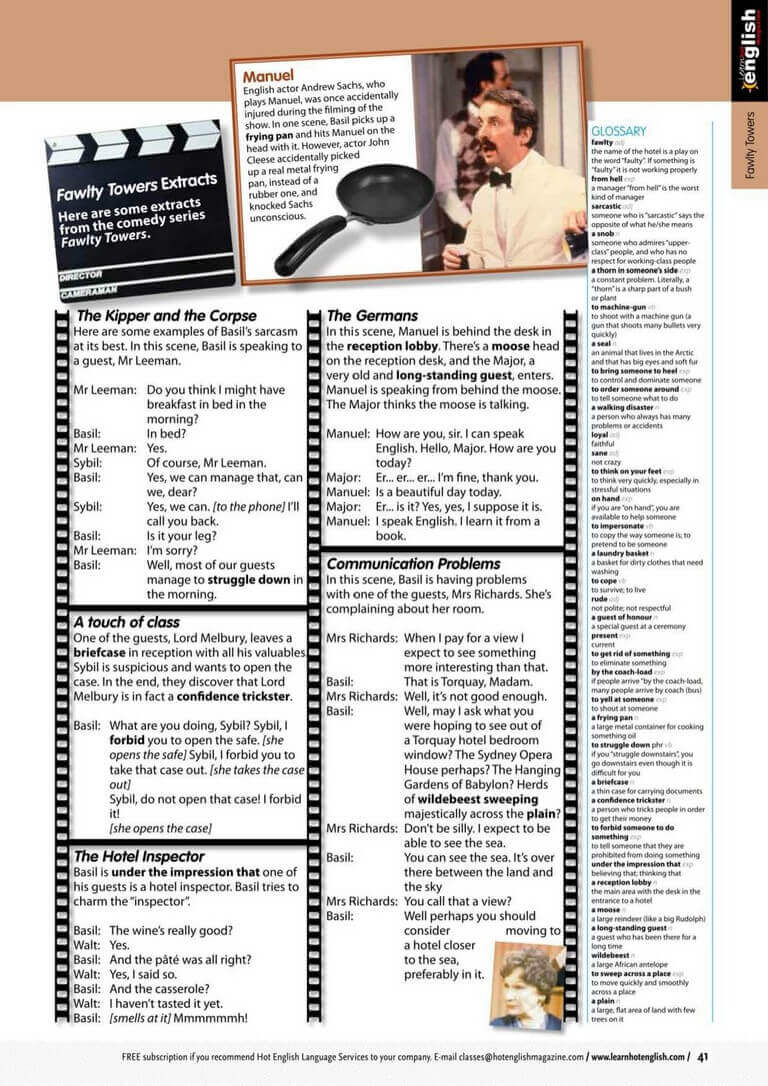 Learn hot
english
magazine
Fawlty Towers
Manuel
English actor Andrew Sachs, who
plays Manuel, was once accidentally
injured during the filming of the
show. In one scene, Basil picks up a
frying pan and hits Manuel on the
head with it. However, actor John
Cleese accidentally picked
up a real metal frying
pan, instead of a
rubber one, and
knocked Sachs
unconscious.
Fawlty Towers Extracts
Here are some extracts
from the comedy series
Fawlty Towers.
DIRECTOR
CAMERAMAN
The Kipper and the Corpse
Here are some examples of Basil's sarcasm
at its best. In this scene, Basil is speaking to
a guest, Mr Leeman.
Mr Leeman: Do you think I might have
breakfast in bed in the
morning?
Basil: In bed?
Mr Leeman: Yes.
Sybil: Of course, Mr Leeman.
Basil: Yes, we can manage that, can
we, dear?
Sybil: Yes, we can. [to the phone] I'll
call you back.
Basil: Is it your leg?
Mr Leeman: I'm sorry?
Basil: Well, most of our guests
manage to struggle down in
the morning.
A touch of class
One of the guests, Lord Melbury, leaves a
briefcase in reception with all his valuables.
Sybil is suspicious and wants to open the
case. In the end, they discover that Lord
Melbury is in fact a confidence trickster.
Basil: What are you doing, Sybil? Sybil, I
forbid you to open the safe. [she
opens the safe] Sybil, I forbid you to
take that case out. [she takes the case
out]
Sybil, do not open that case! I forbid
it!
[she opens the case]
The Hotel Inspector
Basil is under the impression that one of
his guests is a hotel inspector. Basil tries to
charm the "inspector".
Basil: The wine's really good?
Walt: Yes.
Basil: And the pâté was all right?
Walt: Yes, I said so.
Basil: And the casserole?
Walt: I haven't tasted it yet.
Basil: [smells at it] Mmmmmmh!
The Germans
In this scene, Manuel is behind the desk in
the reception lobby. There's a moose head
on the reception desk, and the Major, a
very old and long-standing guest, enters.
Manuel is speaking from behind the moose.
The Major thinks the moose is talking.
Manuel: How are you, sir. I can speak
English. Hello, Major. How are you
today?
Major: Er... er... er... I'm fine, thank you.
Manuel: Is a beautiful day today.
Major: Er... is it? Yes, yes, I suppose it is.
Manuel: I speak English. I learn it from a
book.
Communication Problems
In this scene, Basil is having problems
with one of the guests, Mrs Richards. She's
complaining about her room.
Mrs Richards: When I pay for a view I
expect to see something
more interesting than that.
Basil: That is Torquay, Madam.
Mrs Richards: Well, it's not good enough.
Basil: Well, may I ask what you
were hoping to see out of
a Torquay hotel bedroom
window? The Sydney Opera
House perhaps? The Hanging
Gardens of Babylon? Herds
of wildebeest sweeping
majestically across the plain?
Mrs Richards: Don't be silly. I expect to be
able to see the sea.
Basil: You can see the sea. It's over
there between the land and
the sky
Mrs Richards: You call that a view?
Basil: Well perhaps you should
consider moving to
a hotel closer
to the sea,
preferably in it.
GLOSSARY
fawlty adj
the name of the hotel is a play on
the word "faulty". If something is
"faulty" it is not working properly
from hell exp
a manager "from hell" is the worst
kind of manager
sarcastic adj
someone who is "sarcastic" says the
opposite of what he/she means
a snob n
someone who admires "upper-
class" people, and who has no
respect for working-class people
a thorn in someone's side exp
a constant problem. Literally, a
"thorn" is a sharp part of a bush
or plant
to machine-gun vb
to shoot with a machine gun (a
gun that shoots many bullets very
quickly)
a seal n
an animal that lives in the Arctic
and that has big eyes and soft fur
to bring someone to heel exp
to control and dominate someone
to order someone around exp
to tell someone what to do
a walking disaster n
a person who always has many
problems or accidents
loyal adj
faithful
sane adj
not crazy
to think on your feet exp
to think very quickly, especially in
stressful situations
on hand exp
if you are "on hand", you are
available to help someone
to impersonate vb
to copy the way someone is; to
pretend to be someone
a laundry basket n
a basket for dirty clothes that need
washing
to cope vb
to survive; to live
rude adj
not polite; not respectful
a guest of honour n
a special guest at a ceremony
present exp
current
to get rid of something exp
to eliminate something
by the coach-load exp
if people arrive "by the coach-load,
many people arrive by coach (bus)
to yell at someone exp
to shout at someone
a frying pan n
a large metal container for cooking
something oil
to struggle down phr vb
if you "struggle downstairs", you
go downstairs even though it is
difficult for you
a briefcase n
a thin case for carrying documents
a confidence trickster n
a person who tricks people in order
to get their money
to forbid someone to do
something exp
to tell someone that they are
prohibited from doing something
under the impression that exp
believing that; thinking that
a reception lobby n
the main area with the desk in the
entrance to a hotel
a moose n
a large reindeer (like a big Rudolph)
a long-standing guest n
a guest who has been there for a
long time
wildebeest n
a large African antelope
to sweep across a place exp
to move quickly and smoothly
across a place
a plain n
a large, flat area of land with few
trees on it
FREE subscription if you recommend Hot English Language Services to your company. E-mail classes@hotenglishmagazine.com / www.learnhotenglish.com / 41